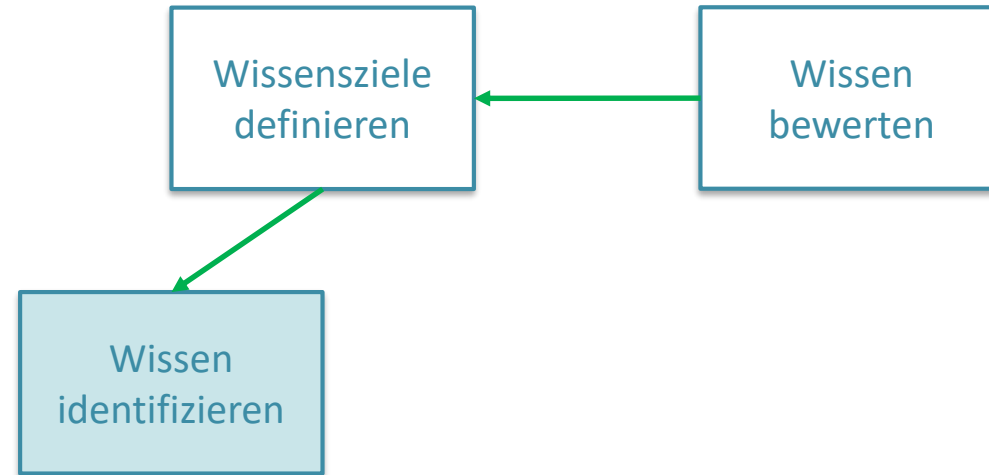 Wissensziele
definieren
Wissen
bewerten
Wissen
identifizieren